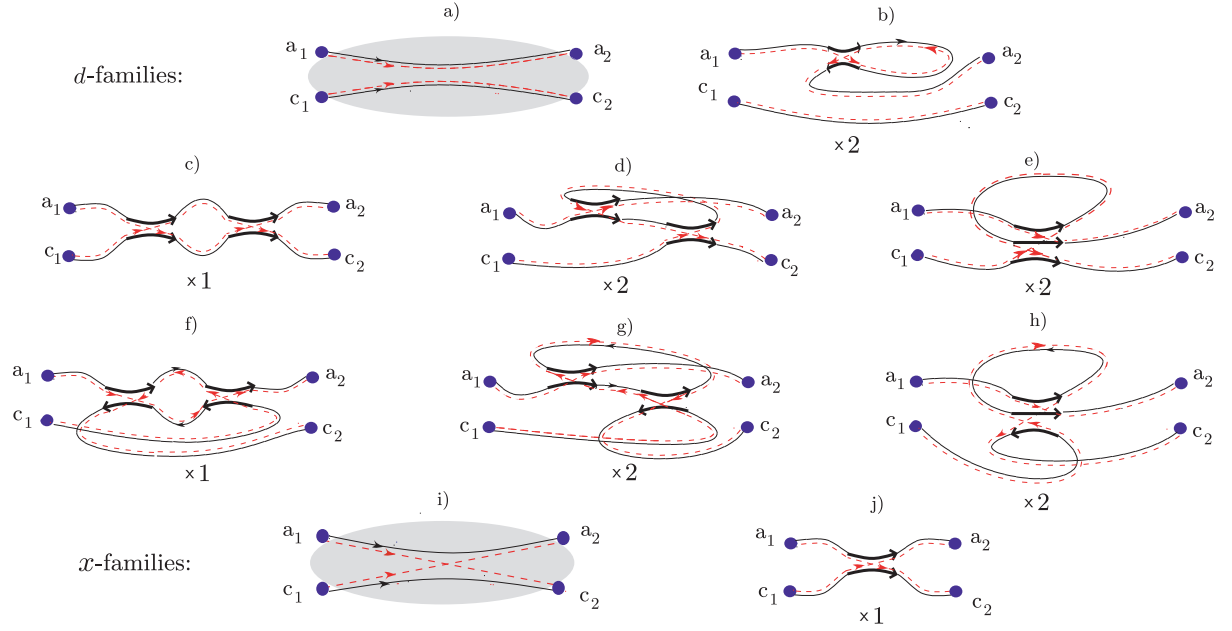 a)
b)
d-families:
a1
a2
c1
c2
a1
a2
c1
c2
×2
c)
d)
e)
a1
a2
c1
c2
×1
a1
a2
c1
c2
×2
a1
a2
c1
c2
×2
f)
g)
h)
a1
a2
c1
c2
×1
a1
a2
c1
c2
×2
a1
a2
c1
c2
×2
i)
j)
x-families:
a1
a2
c1
c2
a1
a2
c1
c2
×1